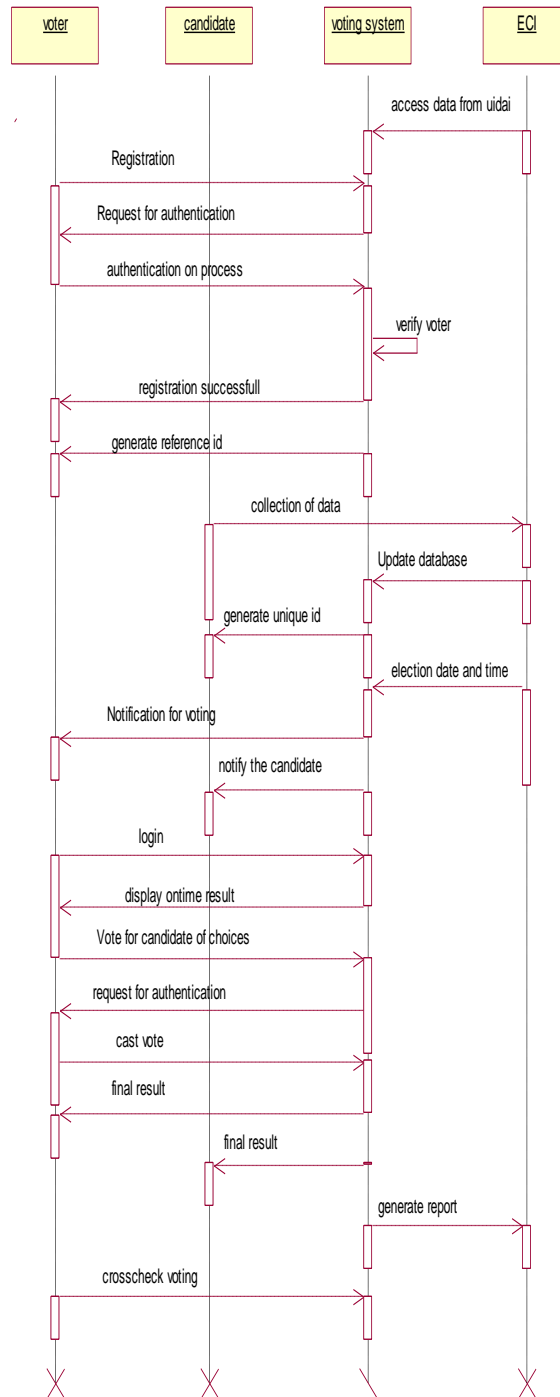 voter
candidate
voting system
ECI
access data from uidai
Registration
Request for authentication
authentication on process
verify voter
registration successfull
generate reference id
collection of data
Update database
generate unique id
election date and time
Notification for voting
notify the candidate
login
display ontime result
Vote for candidate of choices
request for authentication
cast vote
final result
final result
generate report
crosscheck voting